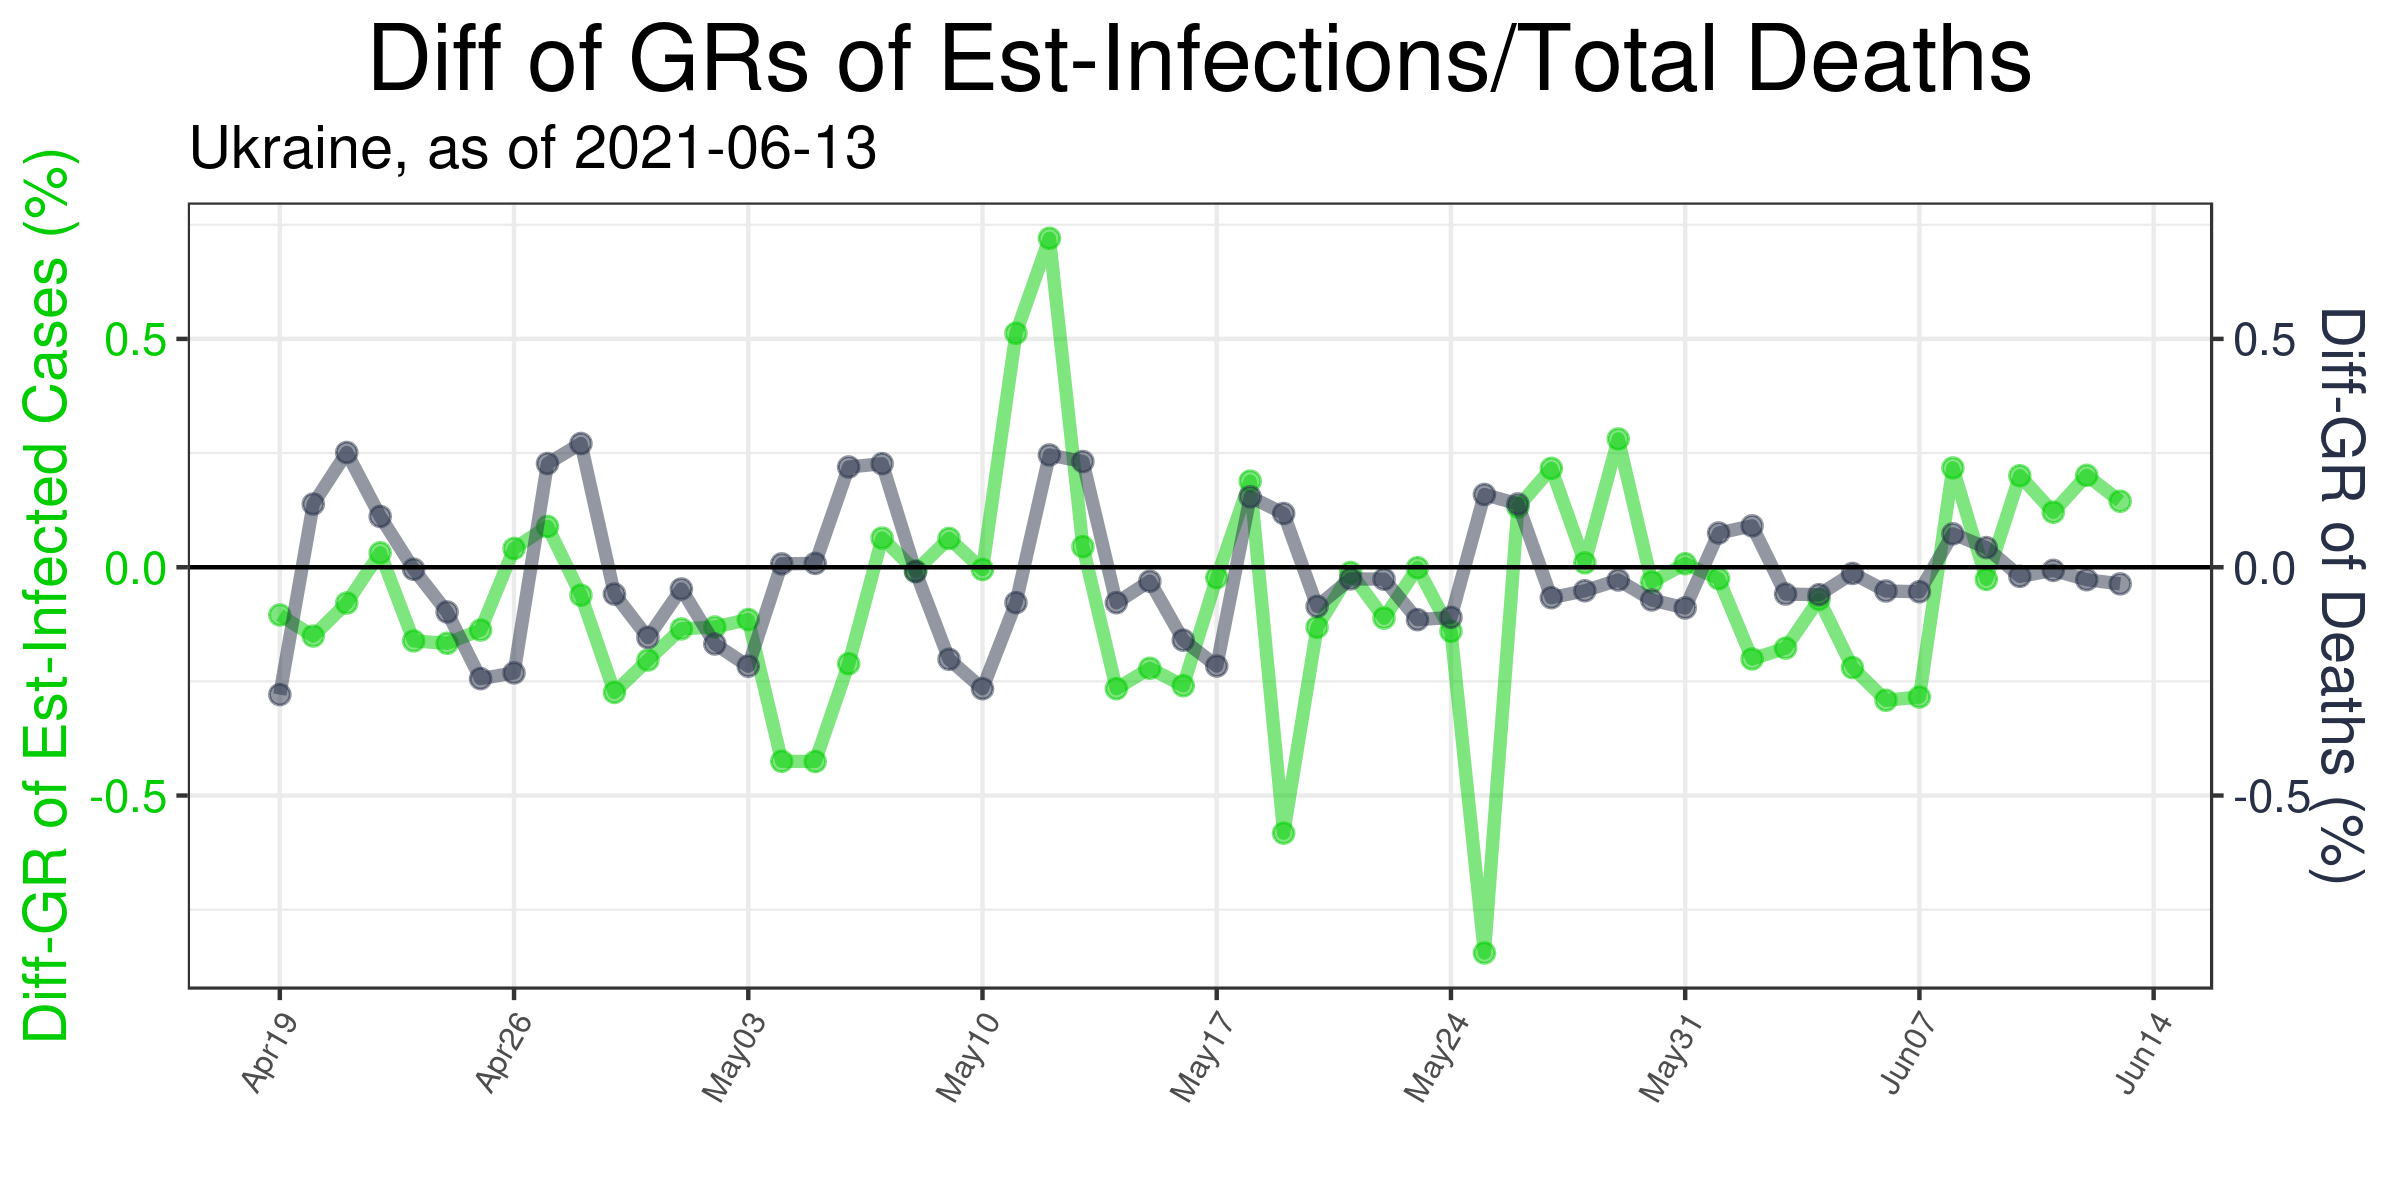 Diff of GRs of Est-Infections/Total Deaths
Ukraine, as of 2021-06-13
Diff-GR of Est-Infected Cases (%)
0.5
0.0
-0.5
0.5
0.0
-0.5
Diff-GR of Deaths (%)
Apr19
Apr26
May03
May10
May17
May24
May31
Jun07
Jun14